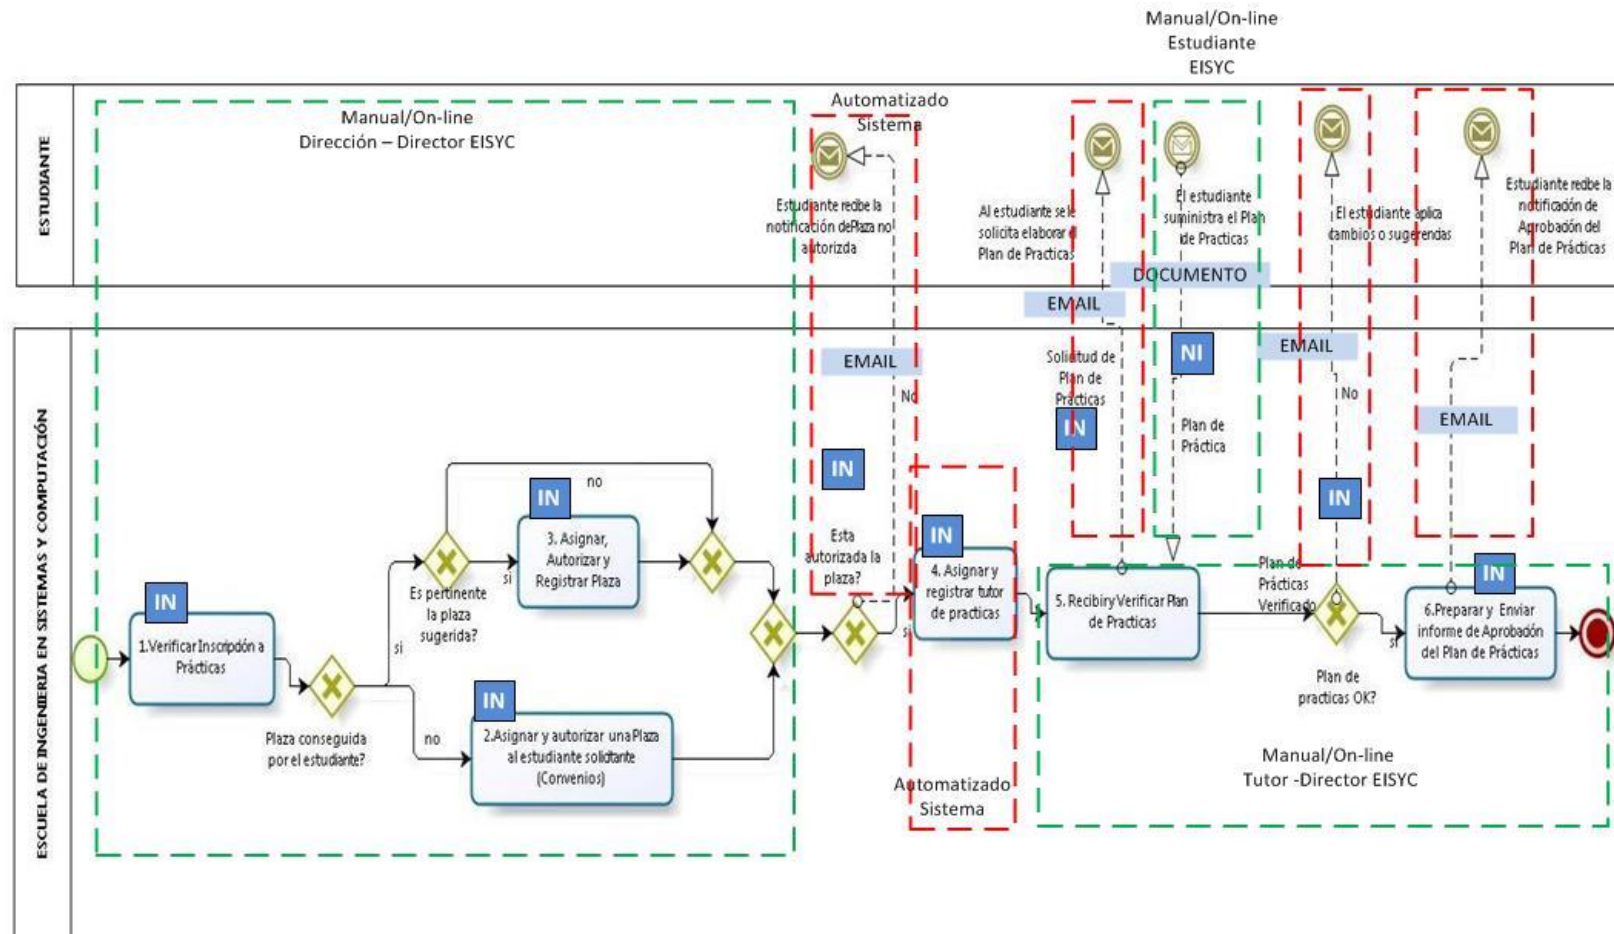 Manual/On-line
Estudiante
EISYC
ESTUDIANTE
Manual/On-line
Dirección – Director EISYC
Automatizado
Sistema
Estudiante recibe la
notificación de Plaza no
autorizda
Al estudiante se le
solicita elaborar el
Plan de Practicas
El estudiante
suministra el Plan
de Practicas
El estudiante aplica
cambios o sugerencias
Estudiante recibe la
notificación de
Aprobación del
Plan de Prácticas
DOCUMENTO
EMAIL
EMAIL
EMAIL
EMAIL
ESCUELA DE INGENIERIA EN SISTEMAS Y COMPUTACIÓN
Solicitud de
Plan de
Prácticas
NI
No
No
Plan de
Práctica
IN
IN
IN
IN
no
3. Asignar,
Autorizar y
Registrar Plaza
si
Es pertinente
la plaza
sugerida?
Esta
autorizada la
plaza?
IN
4. Asignar y
registrar tutor
de practicas
si
5. Recibir y Verificar Plan
de Practicas
Plan de
Prácticas
Verificado
IN
6.Preparar y Enviar
informe de Aprobación
del Plan de Prácticas
si
IN
1.Verificar Inscripción a
Prácticas
si
Plaza conseguida
por el estudiante?
no
IN
2.Asignar y autorizar una Plaza
al estudiante solicitante
(Convenios)
Plan de
practicas OK?
Automatizado
Sistema
Manual/On-line
Tutor -Director EISYC